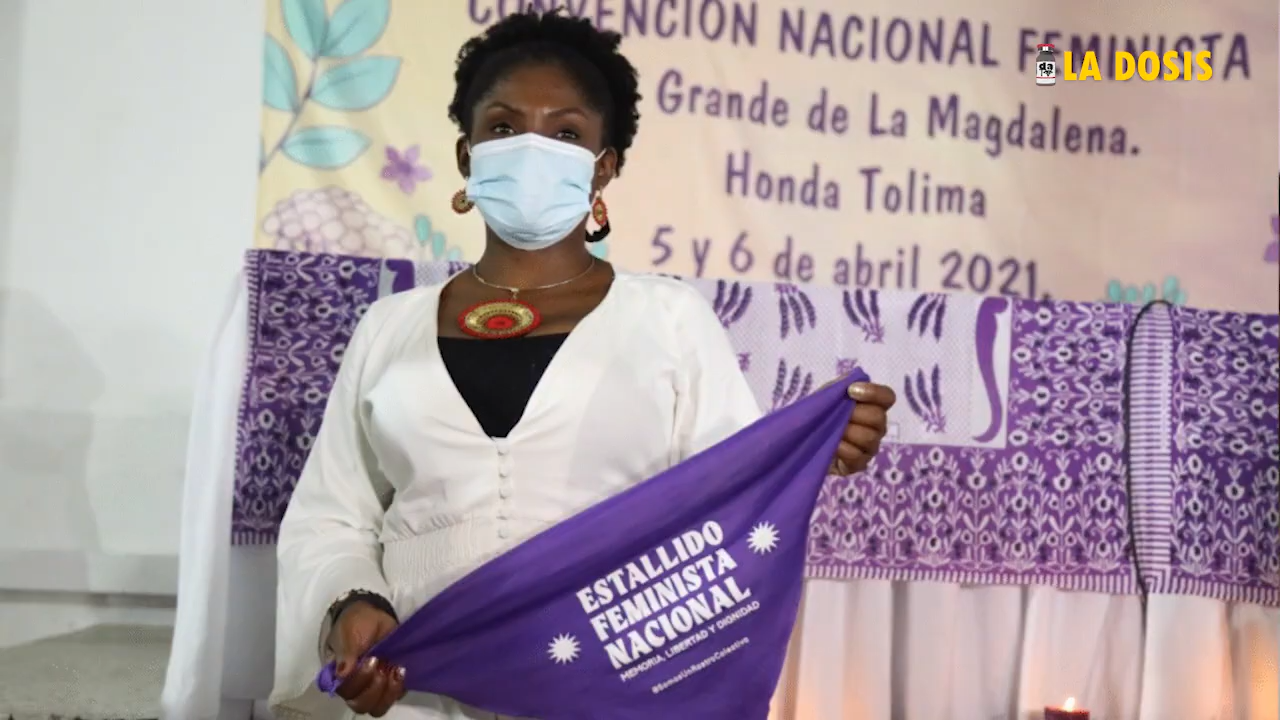 CONVENCIÓN NACIONAL FEMINISTA
Grande de La Magdalena.
Honda Tolima
5 y 6 de abril 2021.
LA DOSIS
ESTALLIDO
FEMINISTA
NACIONAL
MEMORIA, LIBERTAD Y DIGNIDAD
@SomosUnRostroColectivo